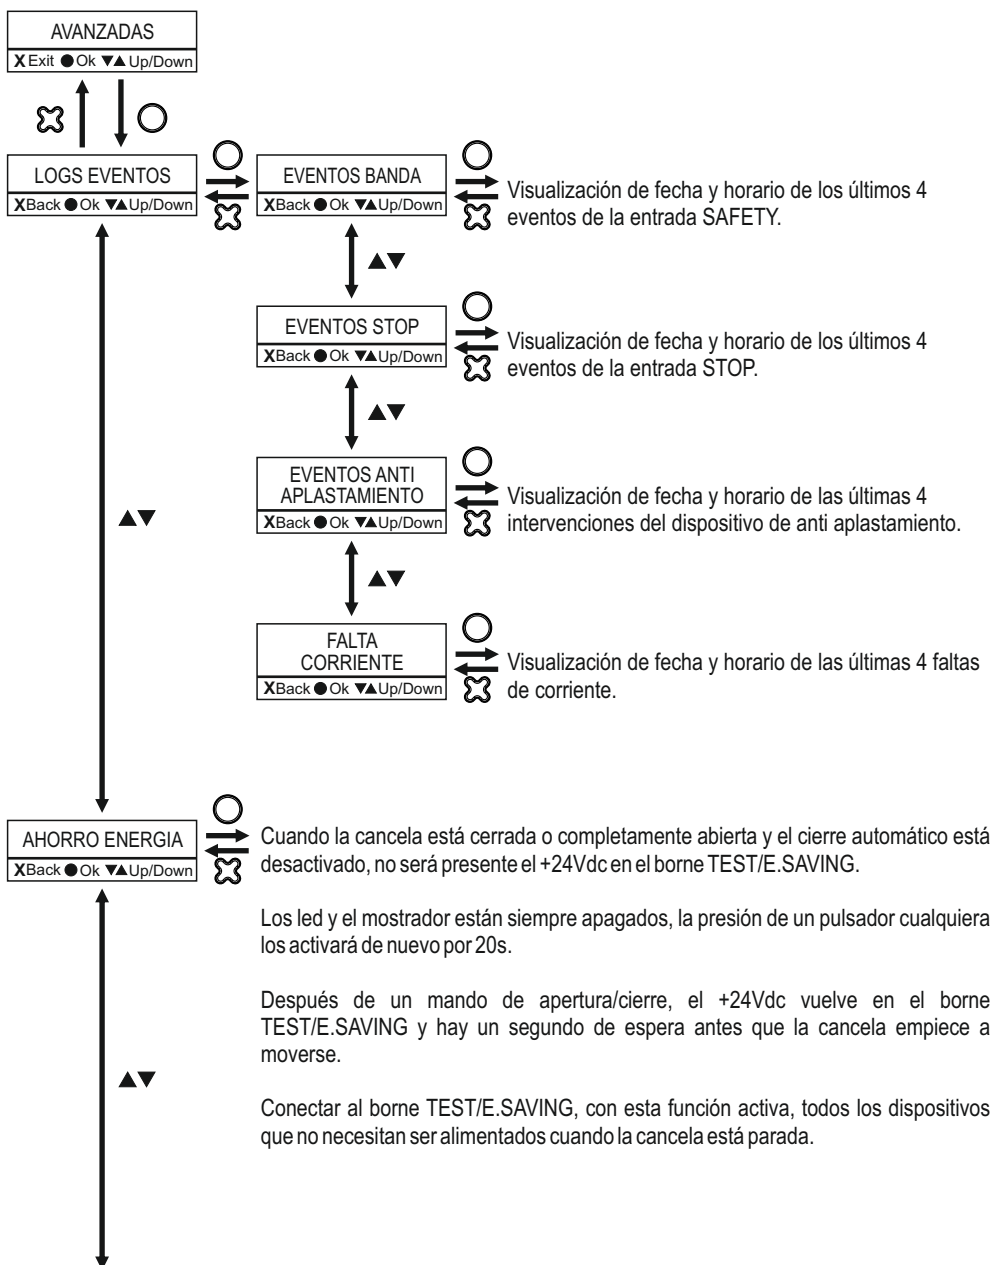 AVANZADAS
X Exit ● Ok ▼▲ Up/Down
LOGS EVENTOS
XBack ● Ok ▼▲Up/Down
EVENTOS BANDA
XBack ● Ok ▼▲Up/Down
Visualización de fecha y horario de los últimos 4
eventos de la entrada SAFETY.
▲▼
EVENTOS STOP
XBack ● Ok ▼▲Up/Down
Visualización de fecha y horario de los últimos 4
eventos de la entrada STOP.
▲▼
EVENTOS ANTI
APLASTAMIENTO
XBack ● Ok ▼▲Up/Down
Visualización de fecha y horario de las últimas 4
intervenciones del dispositivo de anti aplastamiento.
▲▼
▲▼
FALTA
CORRIENTE
XBack ● Ok ▼▲Up/Down
Visualización de fecha y horario de las últimas 4 faltas
de corriente.
AHORRO ENERGIA
XBack ● Ok ▼▲Up/Down
Cuando la cancela está cerrada o completamente abierta y el cierre automático está
desactivado, no será presente el +24Vdc en el borne TEST/E.SAVING.
Los led y el mostrador están siempre apagados, la presión de un pulsador cualquiera
los activará de nuevo por 20s.
Después de un mando de apertura/cierre, el +24Vdc vuelve en el borne
TEST/E.SAVING y hay un segundo de espera antes que la cancela empiece a
moverse.
▲▼
Conectar al borne TEST/E.SAVING, con esta función activa, todos los dispositivos
que no necesitan ser alimentados cuando la cancela está parada.